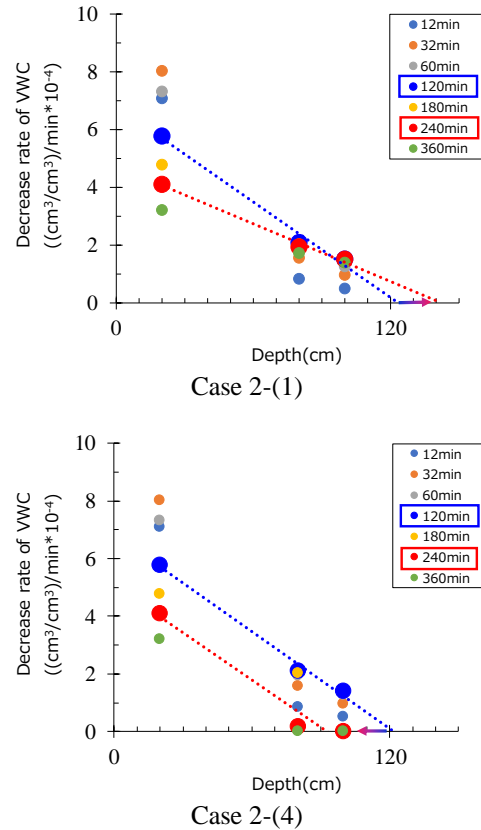 10
8
6
4
2
0
Decrease rate of VWC
((cm³/cm³)/min*10⁻⁴)
12min
32min
60min
120min
180min
240min
360min
0
120
Depth(cm)
Case 2-(1)
10
8
6
4
2
0
Decrease rate of VWC
((cm³/cm³)/min*10⁻⁴)
12min
32min
60min
120min
180min
240min
360min
0
120
Depth(cm)
Case 2-(4)